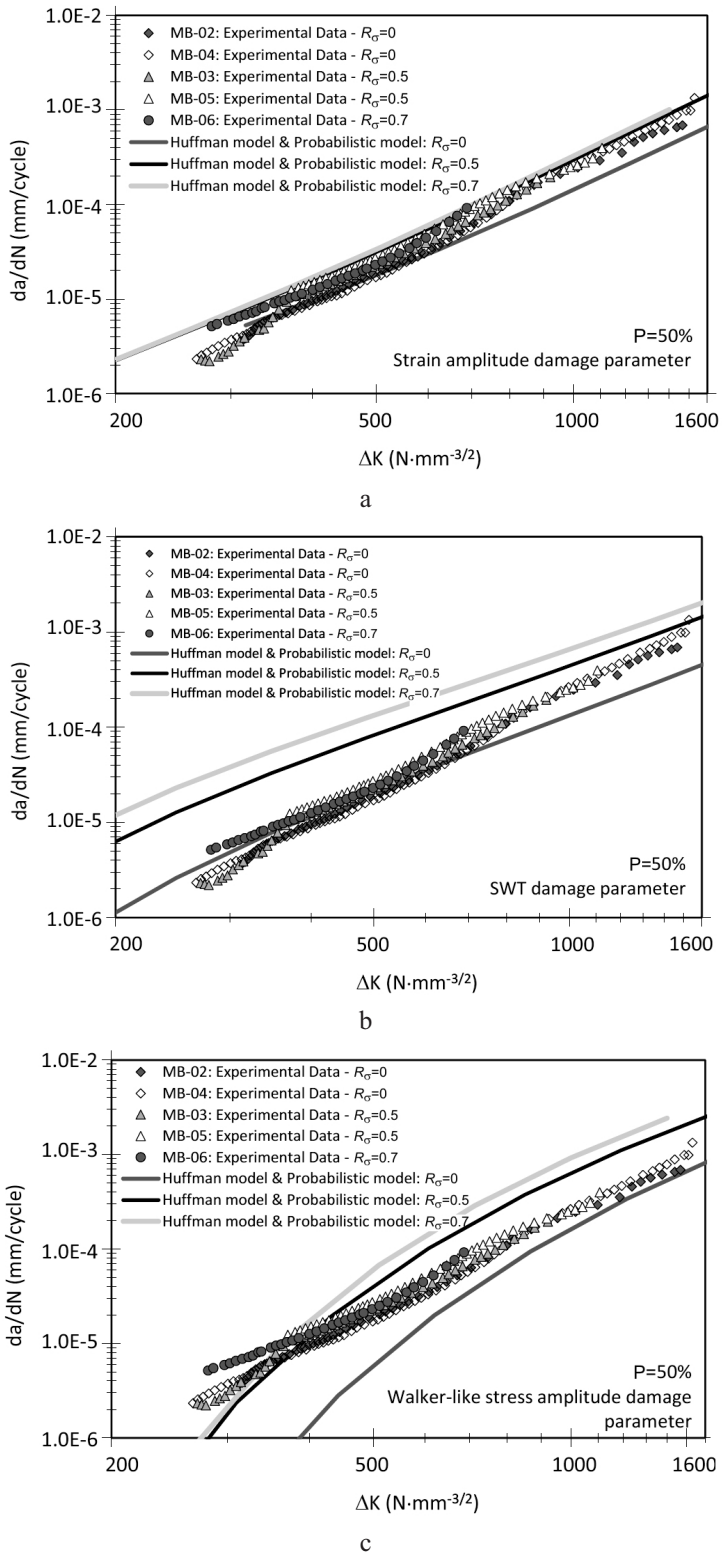 1.0E-2
MB-02: Experimental Data - Rσ=0
MB-04: Experimental Data - Rσ=0
MB-03: Experimental Data - Rσ=0.5
MB-05: Experimental Data - Rσ=0.5
MB-06: Experimental Data - Rσ=0.7
Huffman model & Probabilistic model: Rσ=0
Huffman model & Probabilistic model: Rσ=0.5
Huffman model & Probabilistic model: Rσ=0.7
1.0E-3
1.0E-4
1.0E-5
1.0E-6
da/dN (mm/cycle)
P=50%
Strain amplitude damage parameter
200 500 1000 1600
ΔK (N·mm-3/2)
a
1.0E-2
MB-02: Experimental Data - Rσ=0
MB-04: Experimental Data - Rσ=0
MB-03: Experimental Data - Rσ=0.5
MB-05: Experimental Data - Rσ=0.5
MB-06: Experimental Data - Rσ=0.7
Huffman model & Probabilistic model: Rσ=0
Huffman model & Probabilistic model: Rσ=0.5
Huffman model & Probabilistic model: Rσ=0.7
1.0E-3
1.0E-4
1.0E-5
1.0E-6
da/dN (mm/cycle)
P=50%
SWT damage parameter
200 500 1000 1600
ΔK (N·mm-3/2)
b
1.0E-2
MB-02: Experimental Data - Rσ=0
MB-04: Experimental Data - Rσ=0
MB-03: Experimental Data - Rσ=0.5
MB-05: Experimental Data - Rσ=0.5
MB-06: Experimental Data - Rσ=0.7
Huffman model & Probabilistic model: Rσ=0
Huffman model & Probabilistic model: Rσ=0.5
Huffman model & Probabilistic model: Rσ=0.7
1.0E-3
1.0E-4
1.0E-5
1.0E-6
da/dN (mm/cycle)
P=50%
Walker-like stress amplitude damage
parameter
200 500 1000 1600
ΔK (N·mm-3/2)
c